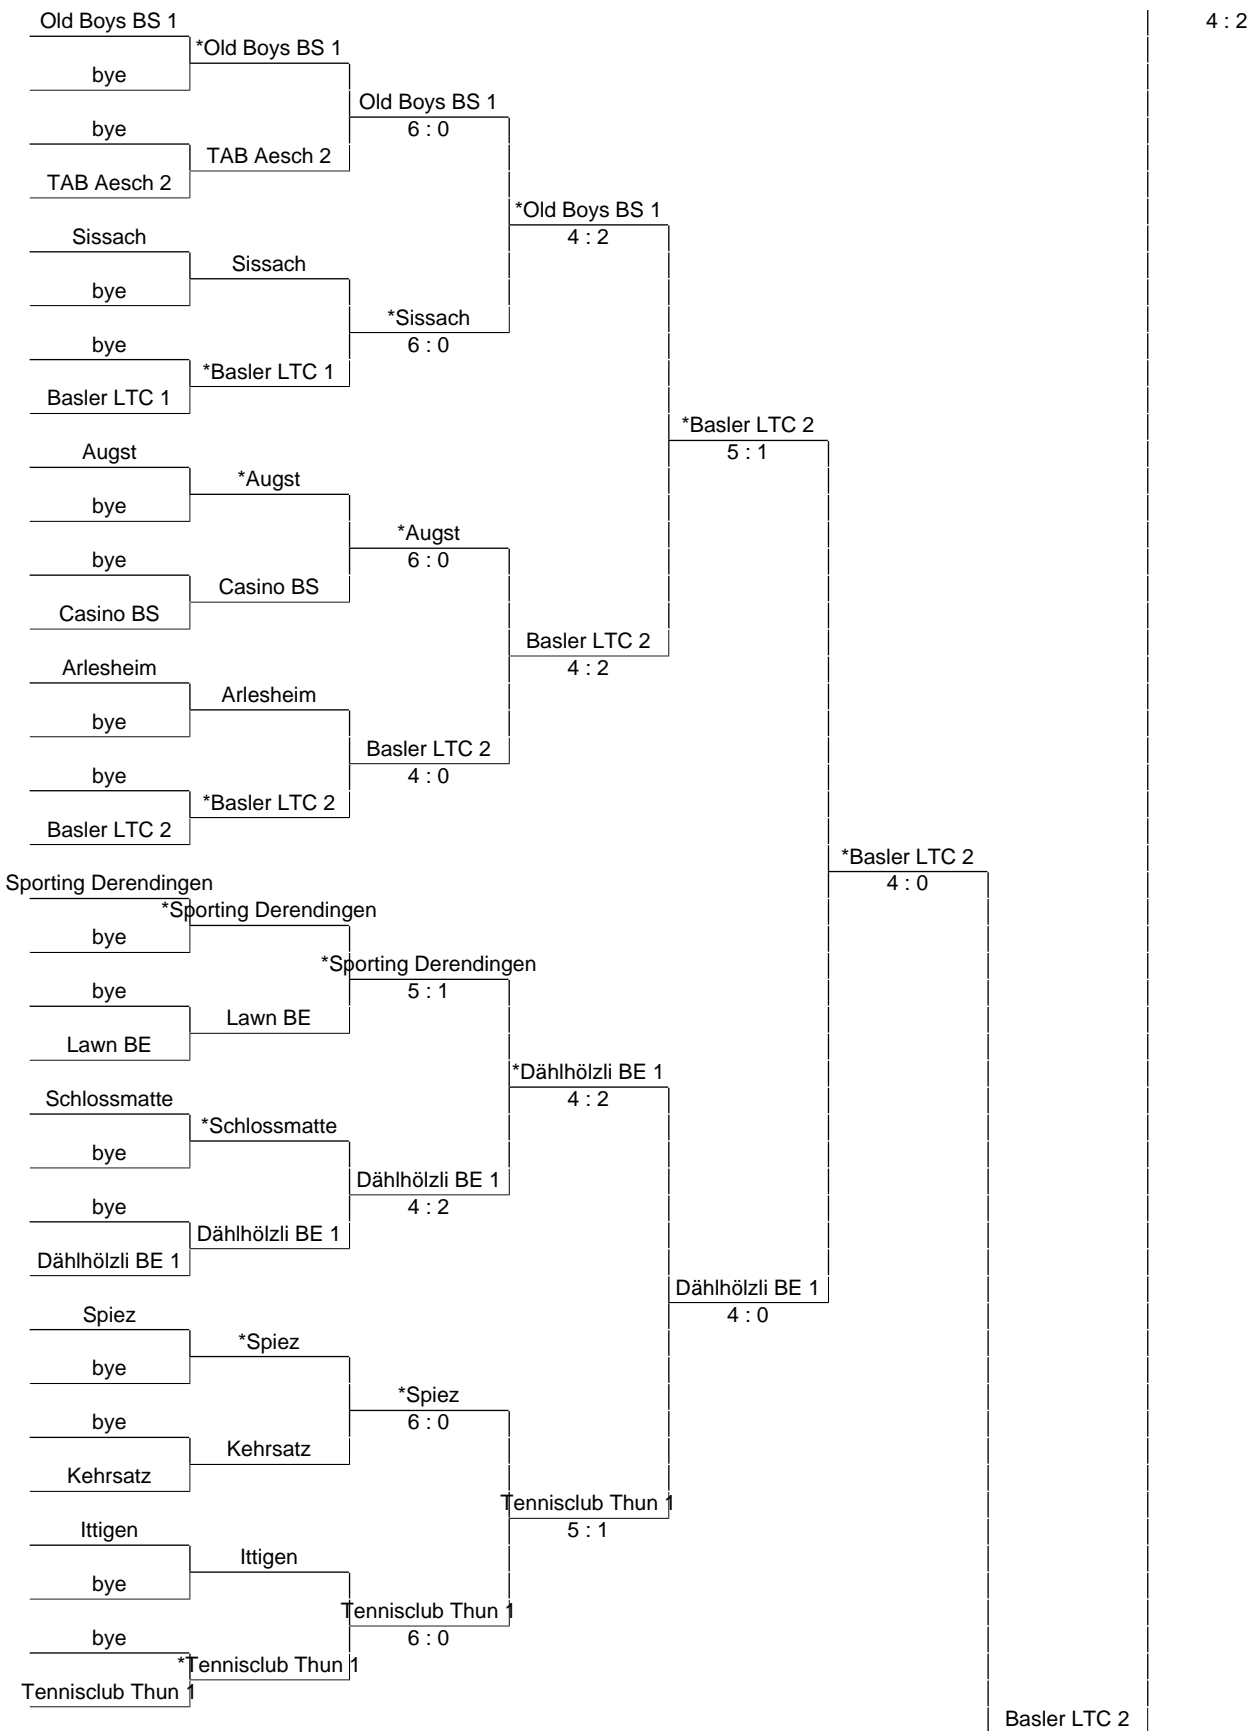 Old Boys BS 1
4 : 2
*Old Boys BS 1
bye
Old Boys BS 1
6 : 0
bye
TAB Aesch 2
TAB Aesch 2
*Old Boys BS 1
4 : 2
Sissach
Sissach
bye
*Sissach
6 : 0
bye
*Basler LTC 1
Basler LTC 1
*Basler LTC 2
5 : 1
Augst
*Augst
bye
*Augst
6 : 0
bye
Casino BS
Casino BS
Basler LTC 2
4 : 2
Arlesheim
Arlesheim
bye
Basler LTC 2
4 : 0
bye
*Basler LTC 2
Basler LTC 2
*Basler LTC 2
4 : 0
Sporting Derendingen
*Sporting Derendingen
bye
*Sporting Derendingen
5 : 1
bye
Lawn BE
Lawn BE
*Dählhölzli BE 1
4 : 2
Schlossmatte
*Schlossmatte
bye
Dählhölzli BE 1
4 : 2
bye
Dählhölzli BE 1
Dählhölzli BE 1
Dählhölzli BE 1
4 : 0
Spiez
*Spiez
bye
*Spiez
6 : 0
bye
Kehrsatz
Kehrsatz
Tennisclub Thun 1
5 : 1
Ittigen
Ittigen
bye
Tennisclub Thun 1
6 : 0
bye
*Tennisclub Thun 1
Tennisclub Thun 1
Basler LTC 2